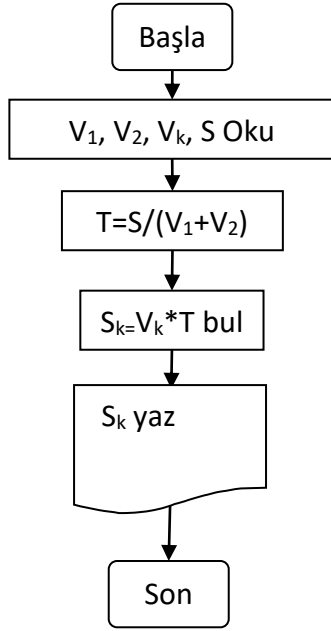 Başla
V₁, V₂, Vₖ, S Oku
T=S/(V₁+V₂)
Sₖ₌Vₖ*T bul
Sₖ yaz
Son